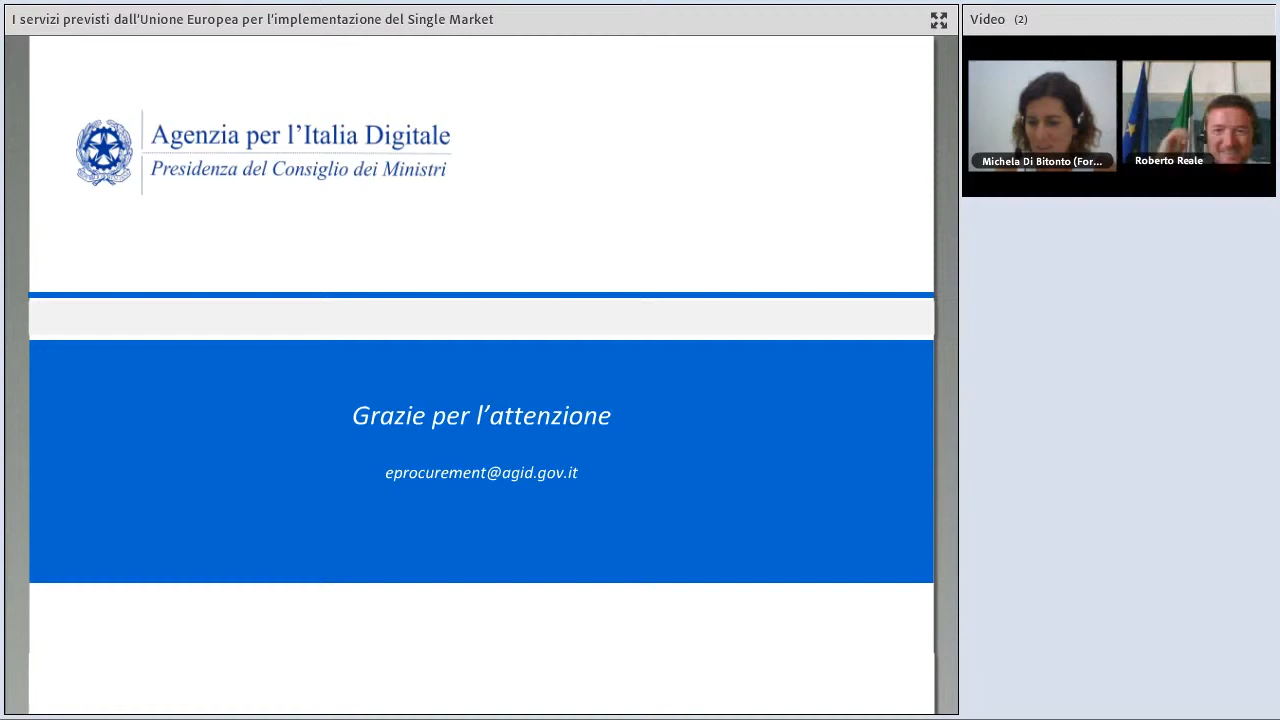 I servizi previsti dall'Unione Europea per l'implementazione del Single Market
Video (2)
Michela Di Bitonto (For...
Roberto Reale
Agenzia per l'Italia Digitale
Presidenza del Consiglio dei Ministri
Grazie per l'attenzione
eprocurement@agid.gov.it